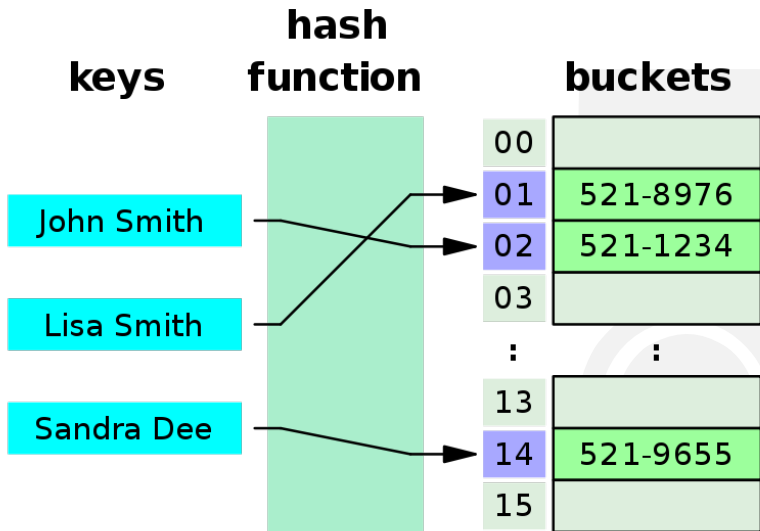 keys
hash
function
buckets
John Smith
Lisa Smith
Sandra Dee
00
01 521-8976
02 521-1234
03
: :
13
14 521-9655
15